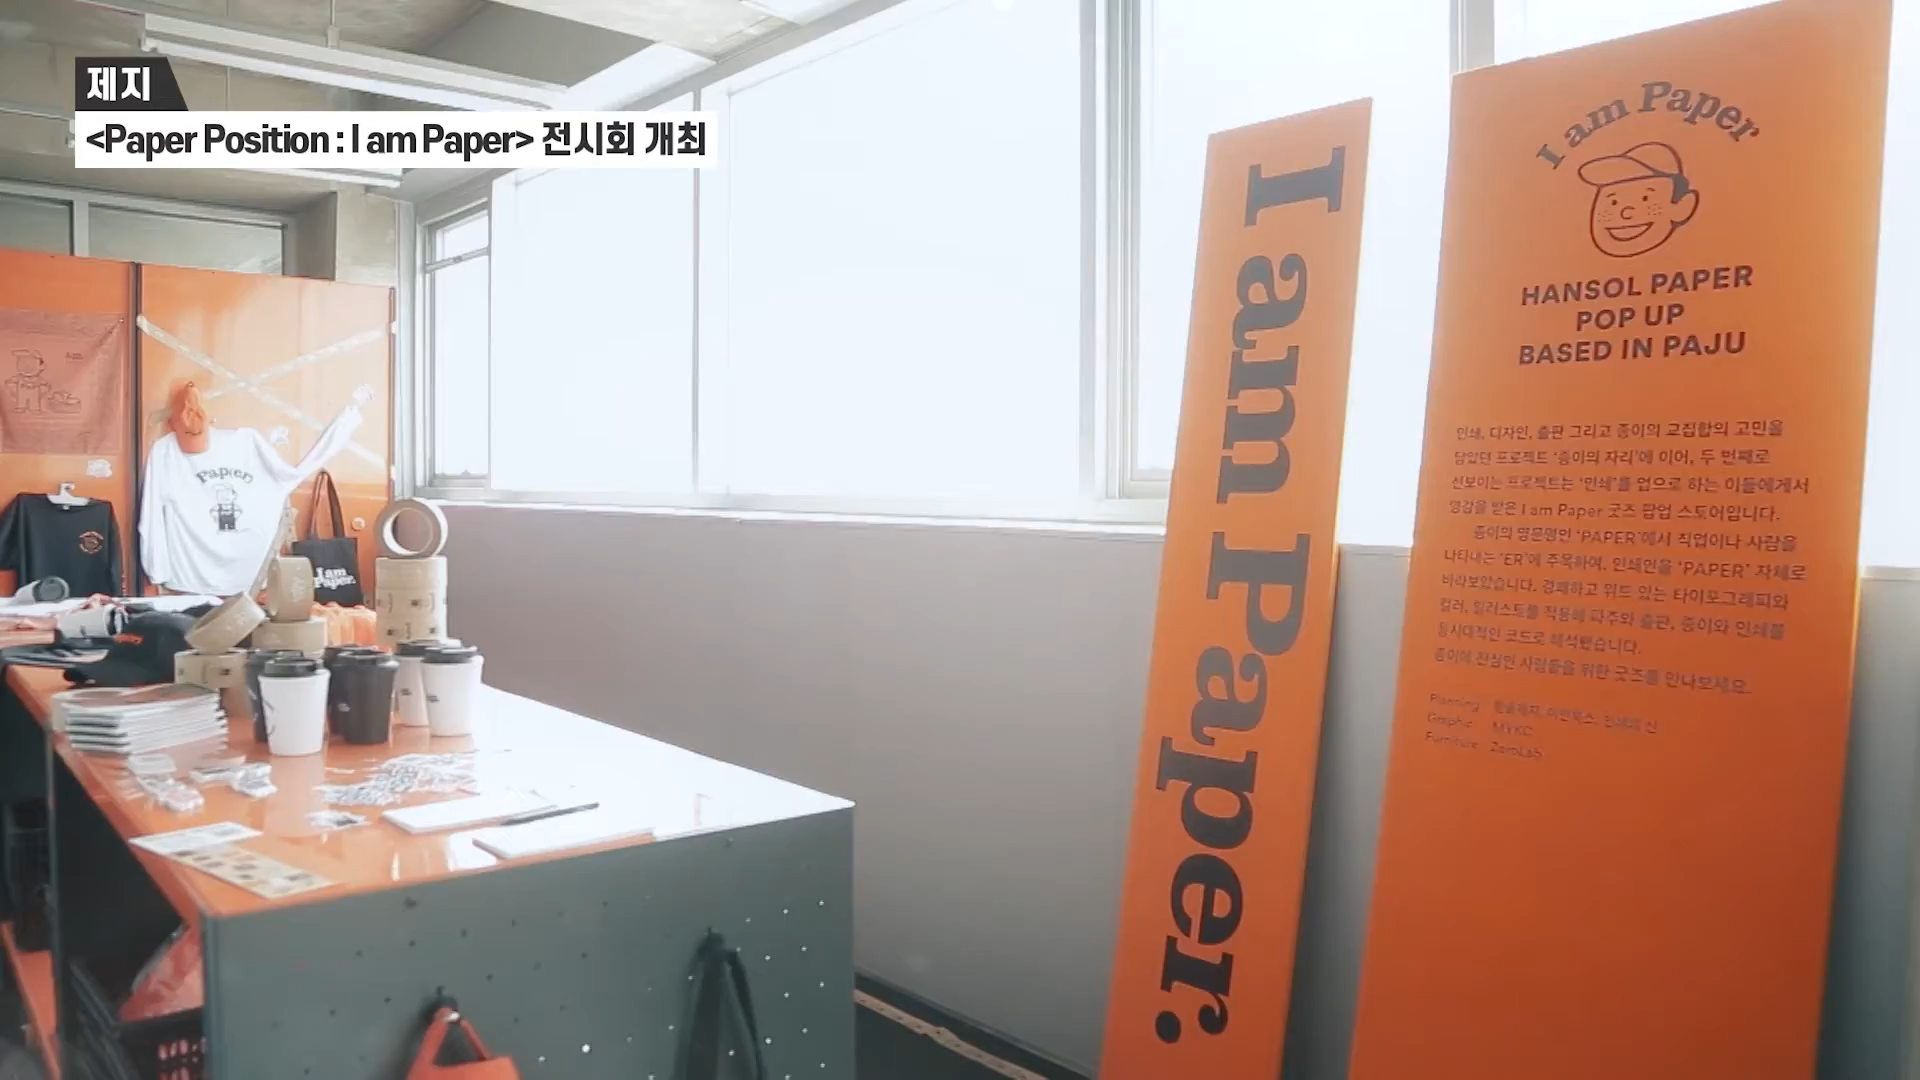 제지
<Paper Position : I am Paper> 전시회 개최
I am Paper.
I am Paper
HANSOL PAPER
POP UP
BASED IN PAJU
인쇄, 디자인, 출판 그리고 종이의 교집합의 고민을
담았던 프로젝트 ‘종이의 자리’에 이어, 두 번째로
선보이는 프로젝트는 ‘인쇄’를 업으로 하는 이들에게서
영감을 받은 I am Paper 굿즈 팝업 스토어입니다.
종이의 영문명인 ‘PAPER’에서 직업이나 사람을
나타내는 ‘ER’에 주목하여, 인쇄인을 ‘PAPER’ 자체로
바라보았습니다. 경쾌하고 위트 있는 타이포그래피와
컬러, 일러스트를 적용해 파주와 출판, 종이와 인쇄를
동시대적인 코드로 해석했습니다.
종이에 진심인 사람들을 위한 굿즈를 만나보세요.
Planning 한솔제지,
Graphic MYKC
Furniture ZeroLab
Pap(er)
I am
Paper.